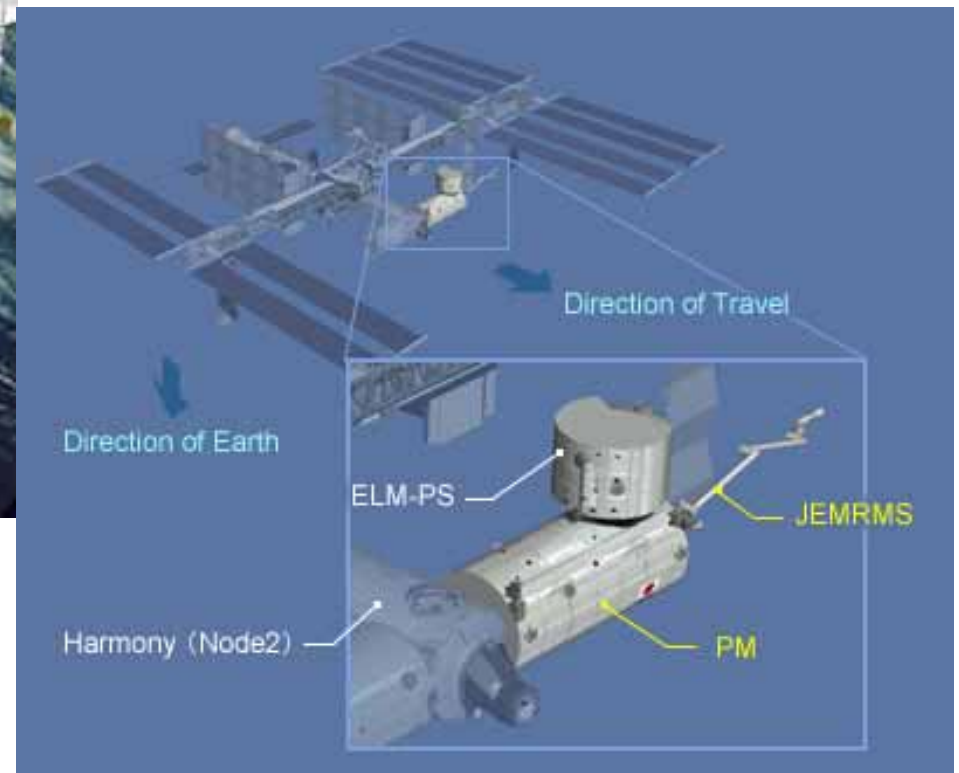 Direction of Travel
Direction of Earth
ELM-PS
JEMRMS
Harmony (Node2)
PM